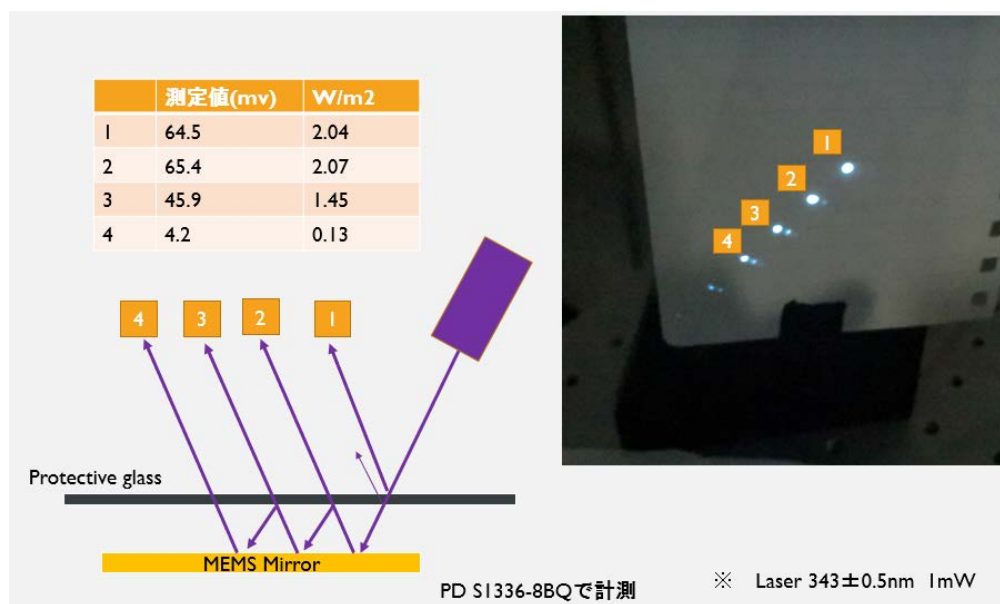 測定値(mv) W/m2
1 64.5 2.04
2 65.4 2.07
3 45.9 1.45
4 4.2 0.13
1
2
3
4
4 3 2 1
Protective glass
MEMS Mirror
PD S1336-8BQで計測
※ Laser 343±0.5nm 1mW